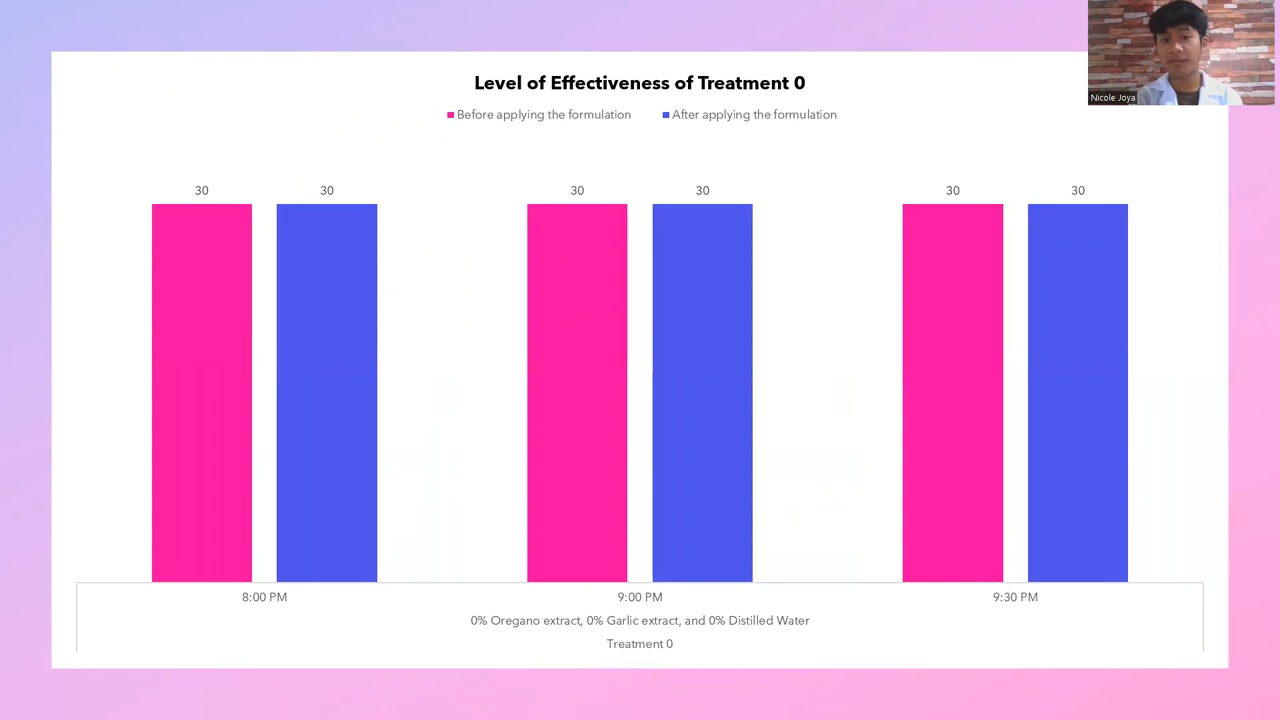 Level of Effectiveness of Treatment 0
Before applying the formulation After applying the formulation
Nicole Joya
30 30 30 30 30 30
8:00 PM 9:00 PM 9:30 PM
0% Oregano extract, 0% Garlic extract, and 0% Distilled Water
Treatment 0